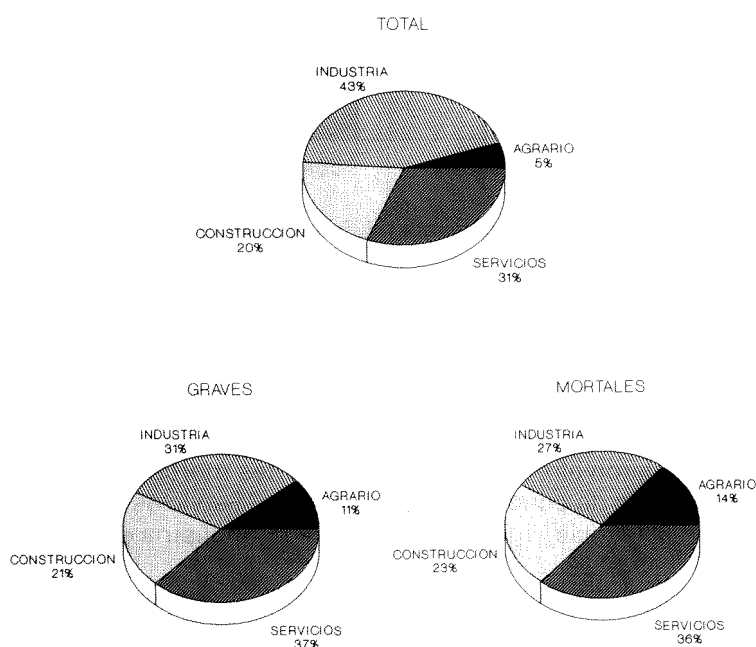 TOTAL
INDUSTRIA
43%
AGRARIO
5%
CONSTRUCCION
20%
SERVICIOS
31%
GRAVES
INDUSTRIA
31%
AGRARIO
11%
CONSTRUCCION
21%
SERVICIOS
37%
MORTALES
INDUSTRIA
27%
AGRARIO
14%
CONSTRUCCION
23%
SERVICIOS
36%